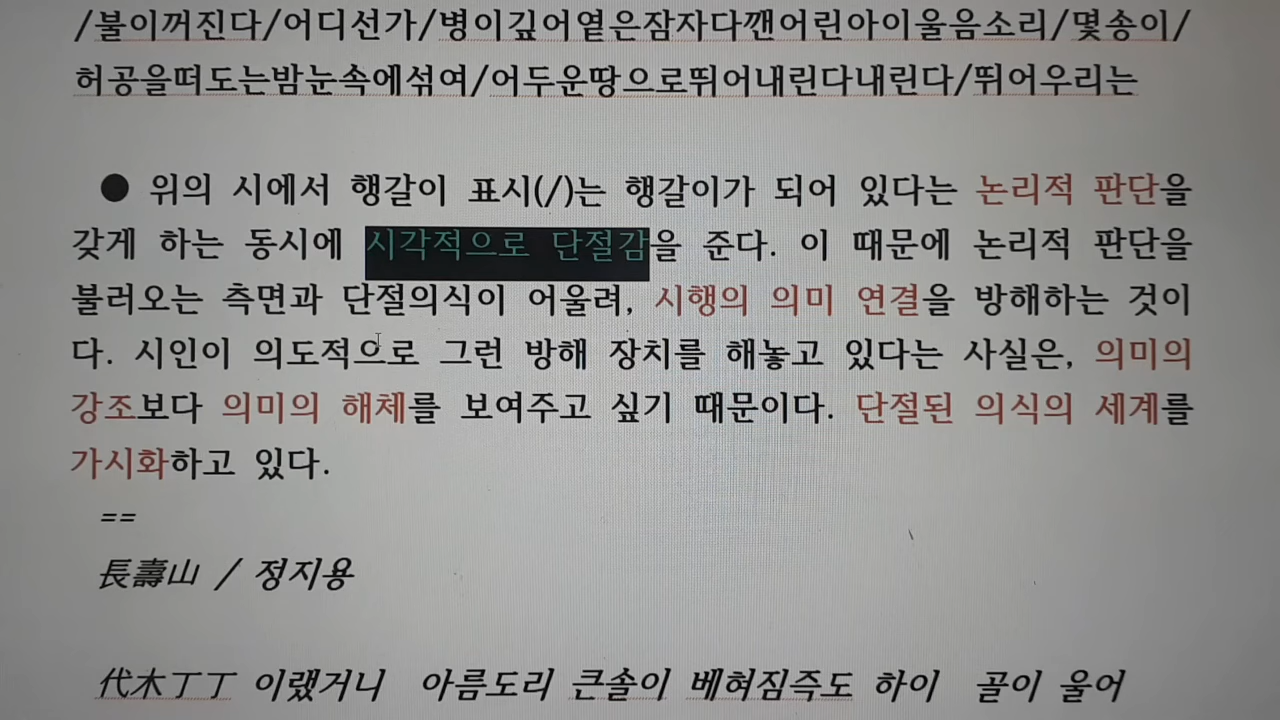 /불이꺼진다/어디선가/병이깊어옅은잠자다깬어린아이울음소리/몇송이/
허공을떠도는밤눈속에섞여/어두운땅으로뛰어내린다내린다/뛰어우리는
● 위의 시에서 행갈이 표시(/)는 행갈이가 되어 있다는 논리적 판단을
갖게 하는 동시에 시각적으로 단절감을 준다. 이 때문에 논리적 판단을
불러오는 측면과 단절의식이 어울려, 시행의 의미 연결을 방해하는 것이
다. 시인이 의도적으로 그런 방해 장치를 해놓고 있다는 사실은, 의미의
강조보다 의미의 해체를 보여주고 싶기 때문이다. 단절된 의식의 세계를
가시화하고 있다.
==
長壽山 / 정지용
代木丁丁 이랬거니 아름도리 큰솔이 베혀짐즉도 하이 골이 울어